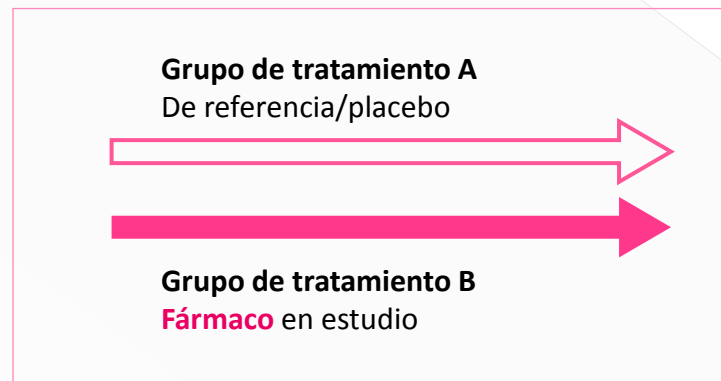 Grupo de tratamiento A
De referencia/placebo
Grupo de tratamiento B
Fármaco en estudio